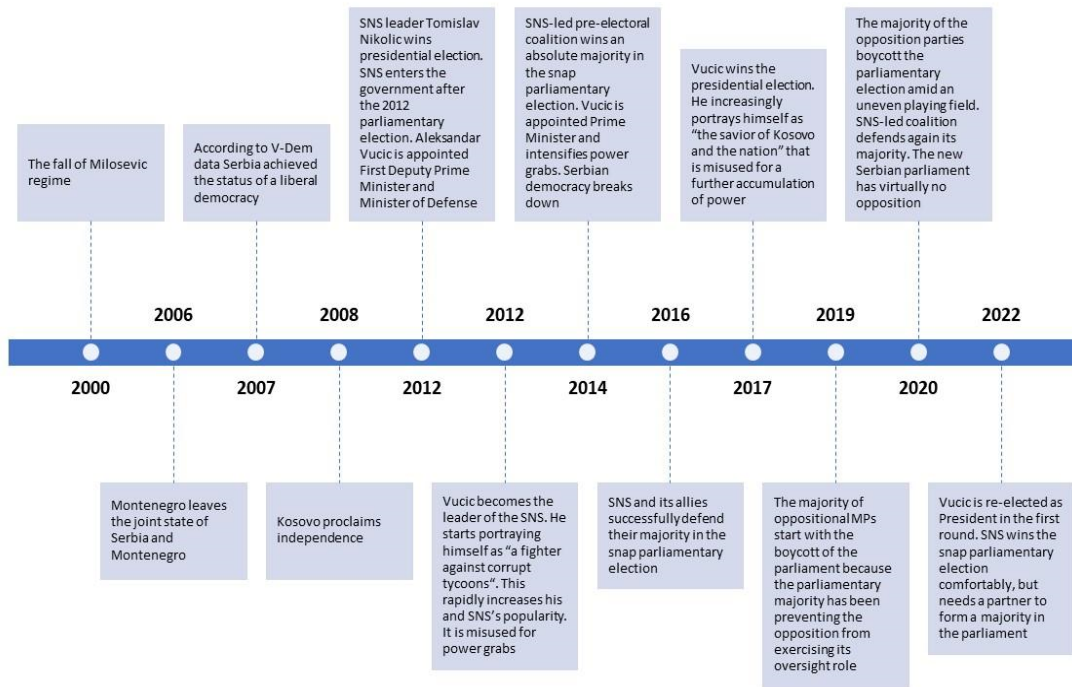 The fall of Milosevic
regime
According to V-Dem
data Serbia achieved
the status of a liberal
democracy
SNS leader Tomislav
Nikolic wins
presidential election.
SNS enters the
government after
the 2012
parliamentary
election. Aleksandar
Vucic is appointed
First Deputy Prime
Minister and
Minister of Defense
SNS-led pre-electoral
coalition wins an
absolute majority in
the snap
parliamentary
election. Vucic is
appointed Prime
Minister and
intensifies power
grabs. Serbian
democracy breaks
down
Vucic wins the
presidential election.
He increasingly
portrays himself as
“the savior of Kosovo
and the nation” that
is misused for a
further accumulation
of power
The majority of the
opposition parties
boycott the
parliamentary
election amid an
uneven playing field.
SNS-led coalition
defends again its
majority. The new
Serbian parliament
has virtually no
opposition
2006
2008
2012
2016
2019
2022
2000
2007
2012
2014
2017
2020
Montenegro leaves
the joint state of
Serbia and
Montenegro
Kosovo proclaims
independence
Vucic becomes the
leader of the SNS. He
starts portraying
himself as “a fighter
against corrupt
tycoons“. This
rapidly increases his
and SNS’s popularity.
It is misused for
power grabs
SNS and its allies
successfully defend
their majority in the
snap parliamentary
election
The majority of
oppositional MPs
start with the
boycott of the
parliament because
the parliamentary
majority has been
preventing the
opposition from
exercising its
oversight role
Vucic is re-elected as
President in the first
round. SNS wins the
snap parliamentary
election
comfortably, but
needs a partner to
form a majority in
the parliament